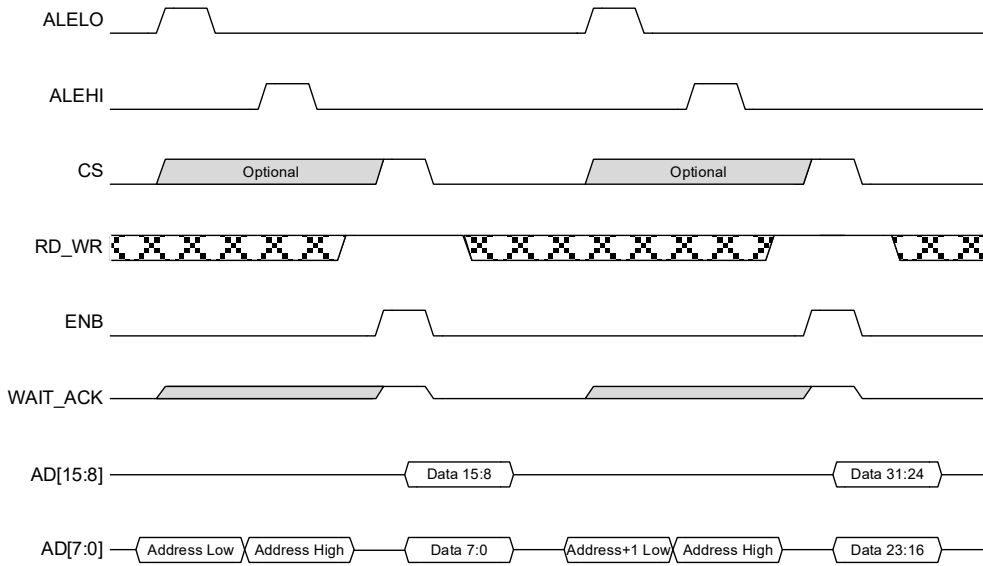 ALELO
ALEHI
CS Optional Optional
RD_WR
ENB
WAIT_ACK
AD[15:8] Data 15:8 Data 31:24
AD[7:0] Address Low Address High Data 7:0 Address+1 Low Address High Data 23:16